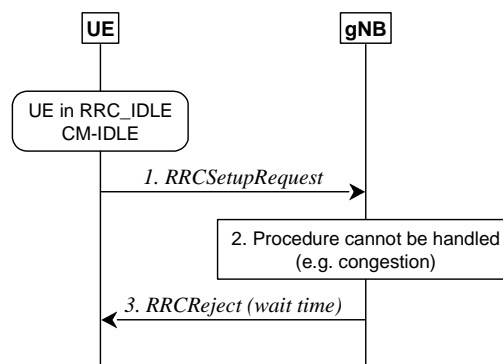 UE
gNB
UE in RRC_IDLE
CM-IDLE
1. RRCSetupRequest
2. Procedure cannot be handled
(e.g. congestion)
3. RRCReject (wait time)